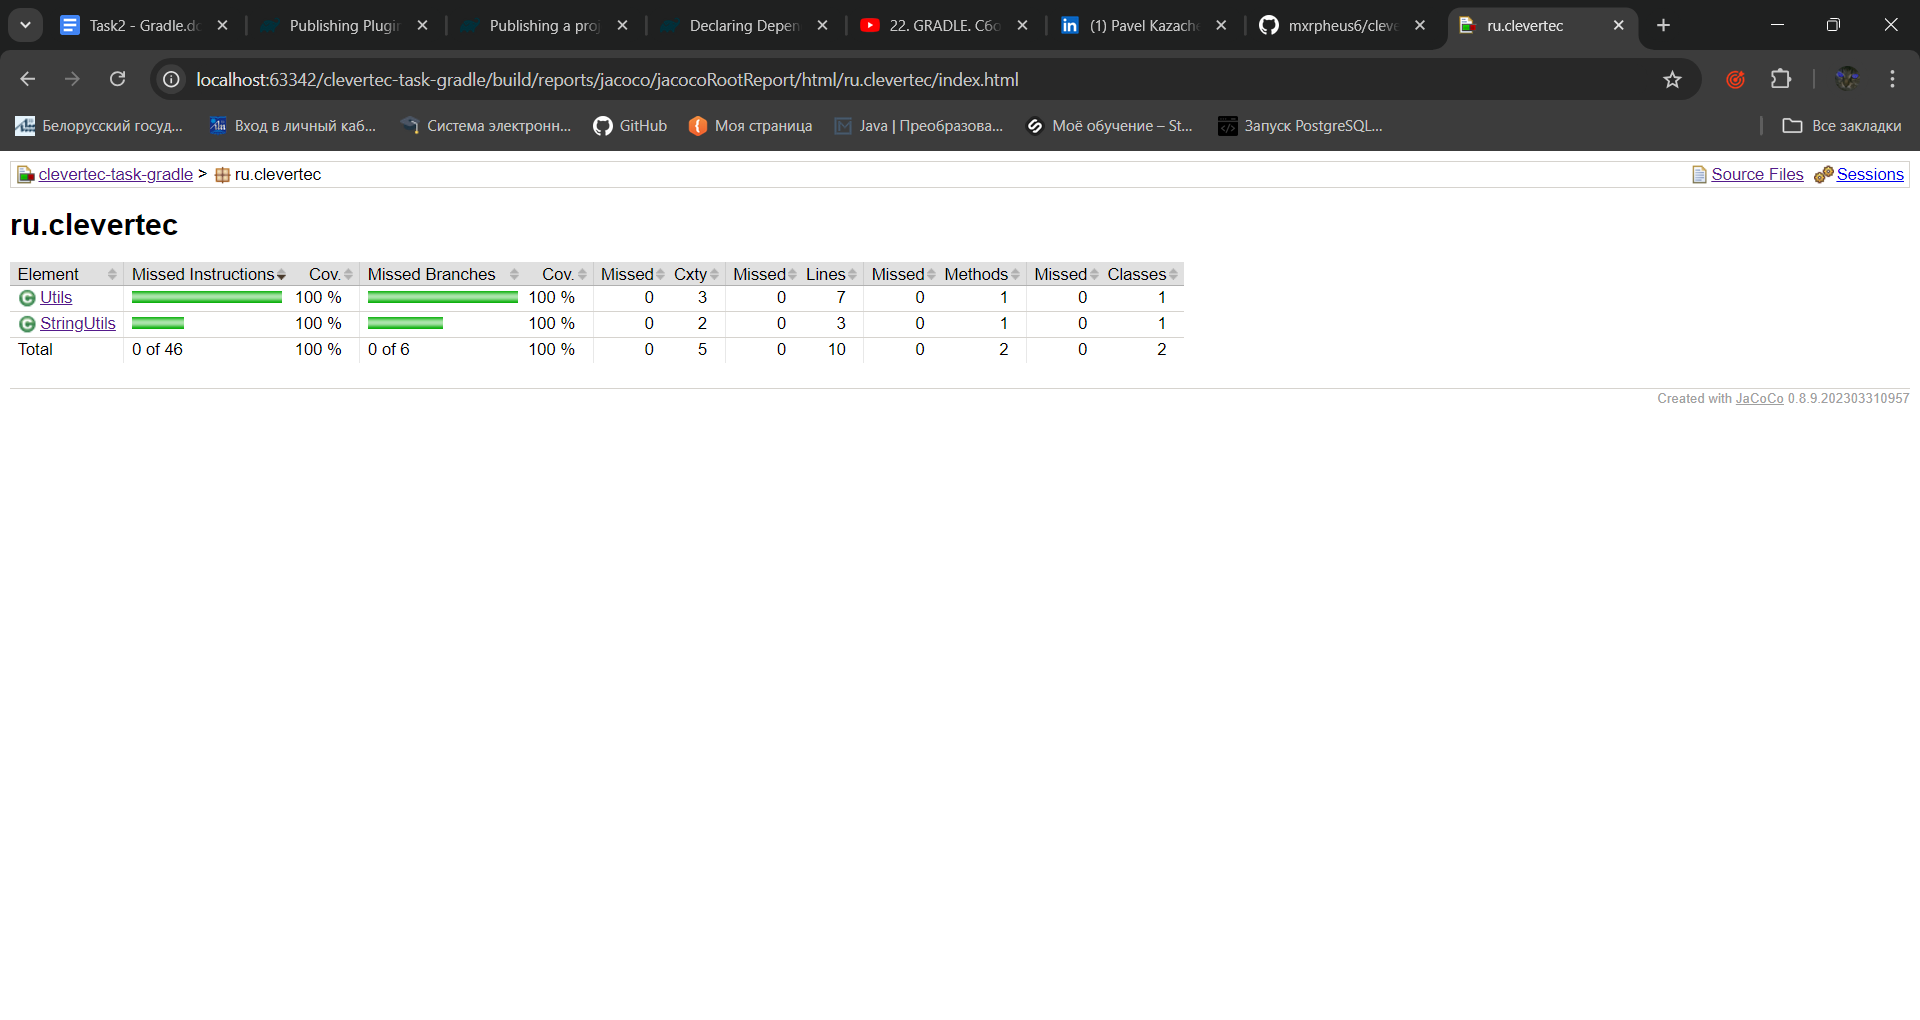 Task2 - Gradle.do
Publishing Plugin
Publishing a proj
Declaring Depen
22. GRADLE. Сбо
(1) Pavel Kazache
mxrpheus6/cleve
ru.clevertec
localhost:63342/clevertec-task-gradle/build/reports/jacoco/jacocoRootReport/html/ru.clevertec/index.html
Белорусский госуд... Вход в личный каб... Система электронн... GitHub Моя страница Java | Преобразова... Моё обучение – St... Запуск PostgreSQL... Все закладки
clevertec-task-gradle > ru.clevertec Source Files Sessions
ru.clevertec
Element Missed Instructions Cov. Missed Branches Cov. Missed Cxty Missed Lines Missed Methods Missed Classes
Utils 100 % 100 % 0 3 0 7 0 1 0 1
StringUtils 100 % 100 % 0 2 0 3 0 1 0 1
Total 0 of 46 100 % 0 of 6 100 % 0 5 0 10 0 2 0 2
Created with JaCoCo 0.8.9.202303310957